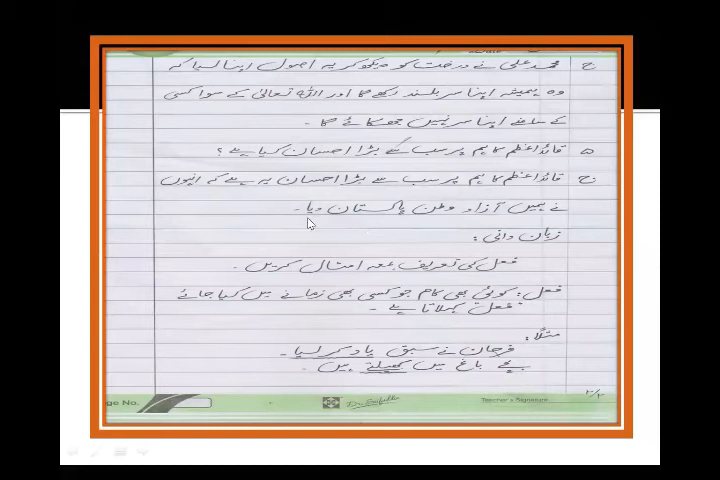 ج محمد علی نے درخت کو دیکھ کر یہ اصول اپنا لیا کہ
وہ ہمیشہ اپنا سر بلند رکھے گا اور اللہ تعالیٰ کے سوا کسی
کے سامنے اپنا سر نہیں جھکائے گا ۔
۵ قائداعظم کا ہم پر سب سے بڑا احسان کیا ہے ؟
ج قائداعظم کا ہم پر سب سے بڑا احسان یہ ہے کہ انہوں
نے ہمیں آزاد وطن پاکستان دیا ۔
زبان دانی :
فعل کی تعریف بمعہ امثال کریں ۔
فعل : کوئی بھی کام جو کسی بھی زمانے میں کیا جائے
فعل کہلاتا ہے ۔
مثلاً :
فرحان نے سبق یاد کر لیا ۔
بچے باغ میں کھیلتے ہیں ۔
ge No.
Teacher's Signature